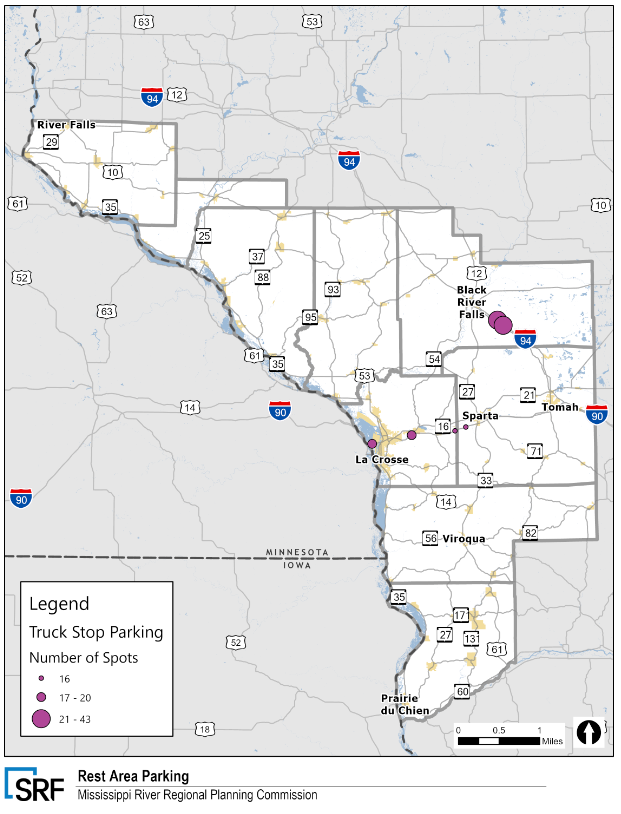 63
53
94
12
River Falls
29
94
10
61
35
10
25
52
37
12
88
Black
River
Falls
93
63
95
94
61
35
54
53
27
21
Tomah
14
90
90
Sparta
16
La Crosse
71
90
33
14
56
Viroqua
82
MINNESOTA
IOWA
35
171
27
131
61
52
60
Prairie
du Chien
18
Legend
Truck Stop Parking
Number of Spots
16
17 - 20
21 - 43
0 0.5 1
Miles
SRF
Rest Area Parking
Mississippi River Regional Planning Commission